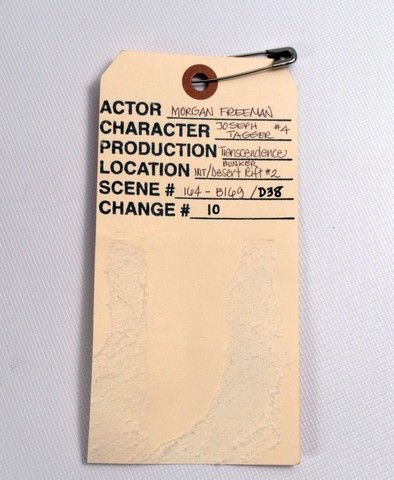 ACTOR MORGAN FREEMAN
CHARACTER JOSEPH TAGGER #4
PRODUCTION Transcendence
LOCATION INT/Desert Rift #2 BUNKER
SCENE # 164 - B169 / D38
CHANGE # 10